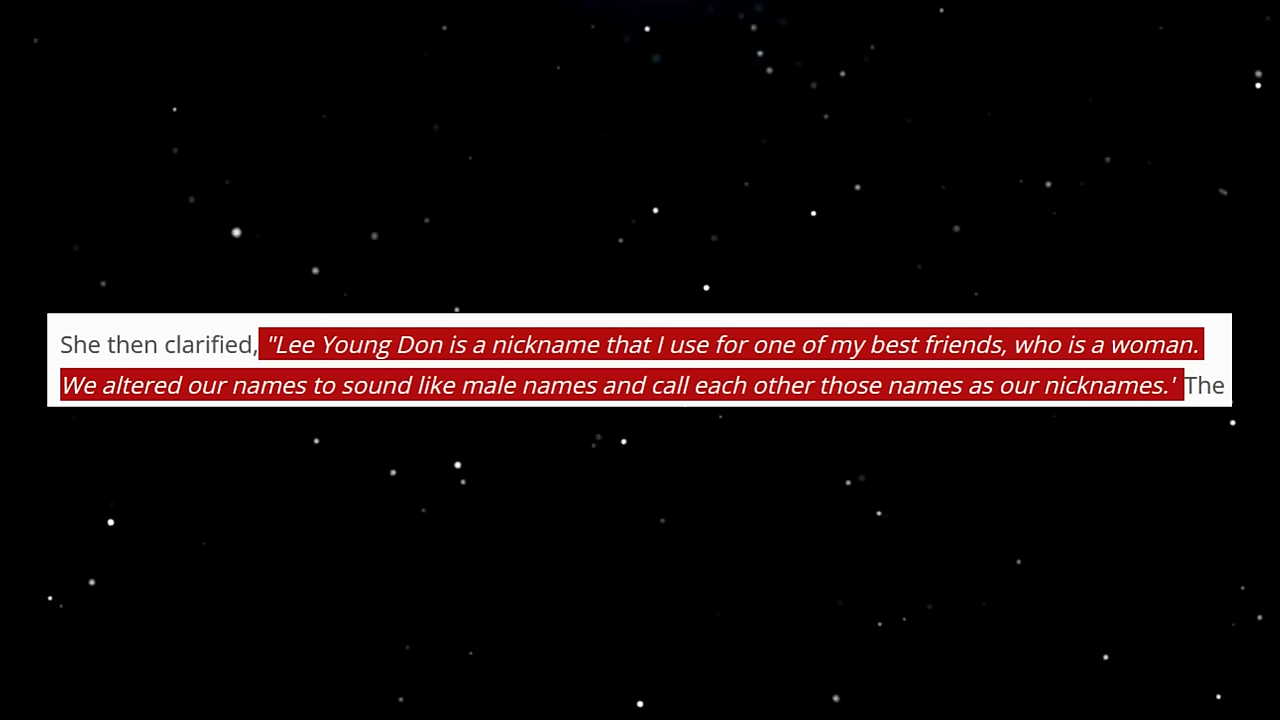 She then clarified, "Lee Young Don is a nickname that I use for one of my best friends, who is a woman.
We altered our names to sound like male names and call each other those names as our nicknames.' The